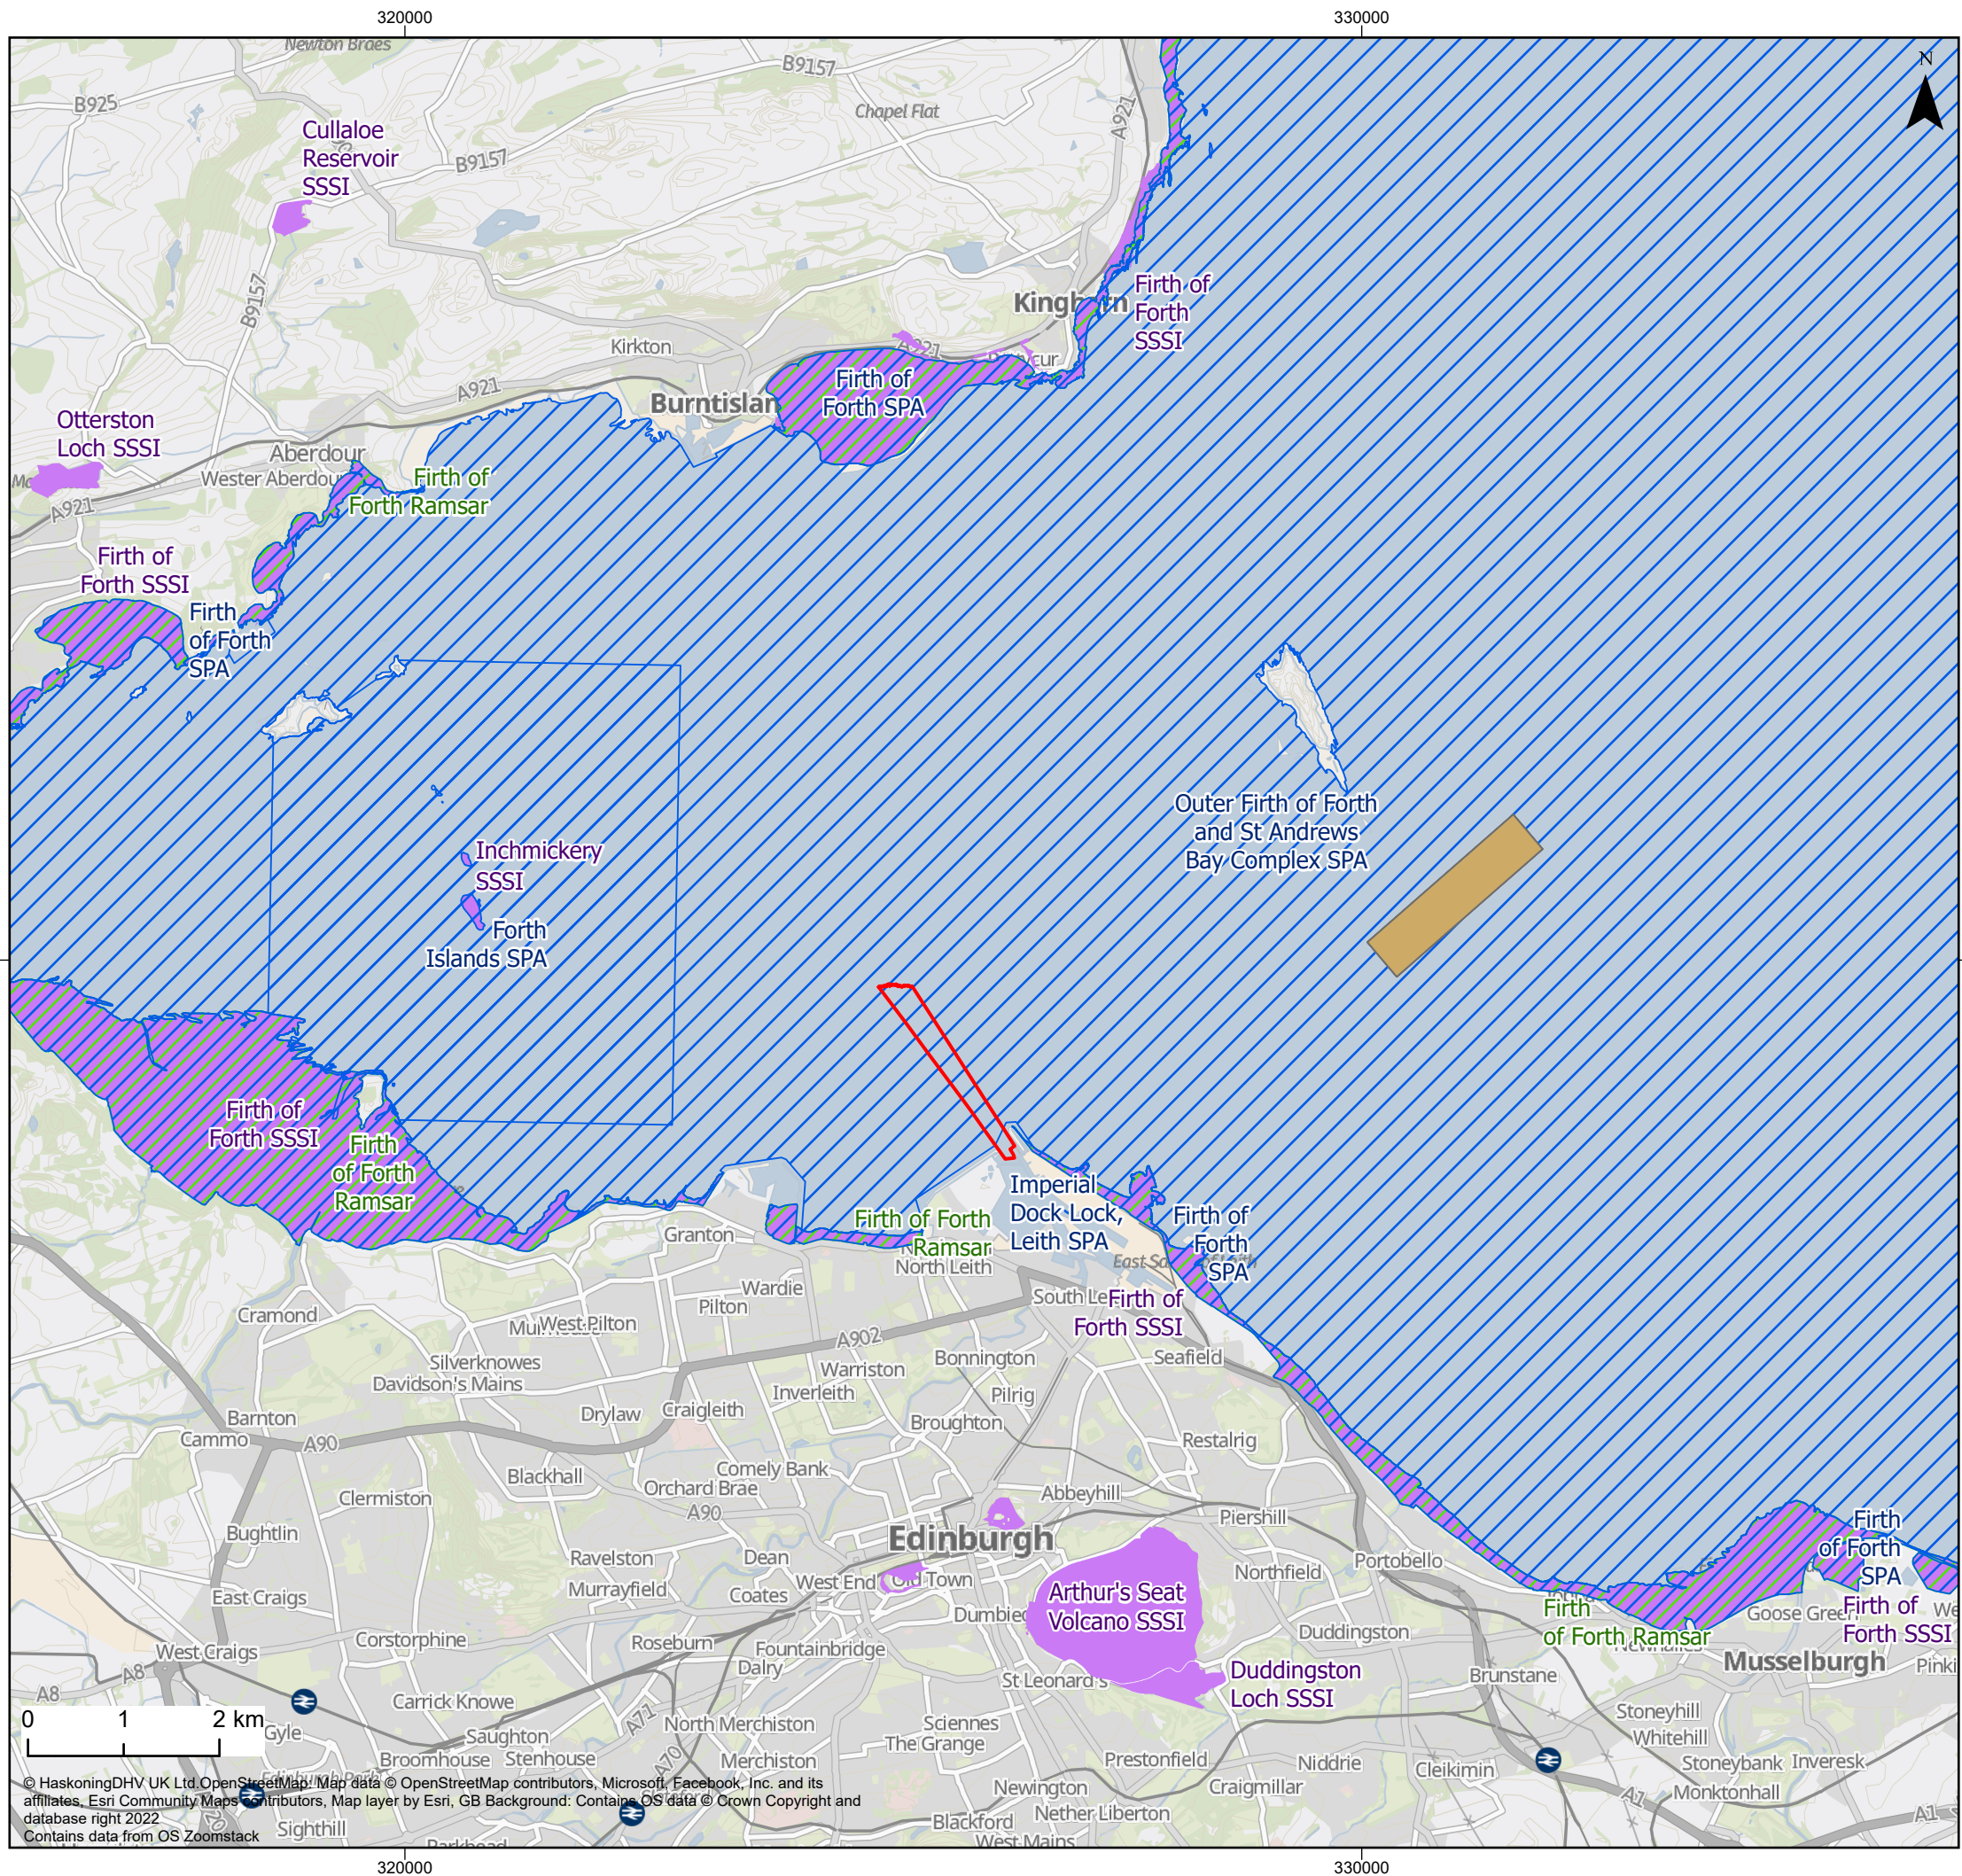 320000
330000
Newton Braes
B9157
N
B925
Chapel Flat
A921
Cullaloe
Reservoir
SSSI
B9157
B9157
Firth of
Forth
SSSI
Kirkton
A921
Firth of
Forth SPA
A921
Otterston
Loch SSSI
Aberdour
Wester Aberdour
Firth of
Forth Ramsar
A921
Firth of
Forth SSSI
Firth
of Forth
SPA
Outer Firth of Forth
and St Andrews
Bay Complex SPA
Inchmickery
SSSI
Forth
Islands SPA
Firth of
Forth SSSI
Firth
of Forth
Ramsar
Imperial
Dock Lock,
Leith SPA
Firth of Forth
Ramsar
Firth of
Forth
SPA
Granton
North Leith
Wardie
Pilton
Firth of
Forth SSSI
Cramond
West Pilton
A902
Silverknowes
Davidson's Mains
Warriston
Bonnington
Seafield
Inverleith
Pilrig
Barnton
Drylaw
Craigleith
Broughton
Cammo
A90
Restalrig
Blackhall
Comely Bank
Orchard Brae
Abbeyhill
Clermiston
A90
Piershill
Bughtlin
Edinburgh
Ravelston
Dean
Portobello
Northfield
Murrayfield
West End
Old Town
Coates
East Craigs
Arthur's Seat
Volcano SSSI
Firth
of Forth
SPA
Firth
of Forth Ramsar
Firth of
Forth SSSI
Goose Green
Corstorphine
Roseburn
Fountainbridge
Duddingston
West Craigs
Dalry
St Leonard's
Duddingston
Loch SSSI
Musselburgh
Brunstane
A8
A8
Carrick Knowe
Stoneyhill
0 1 2 km
Gyle
A71
North Merchiston
Sciennes
Whitehill
Saughton
The Grange
Broomhouse
Stenhouse
A70
Merchiston
Prestonfield
Niddrie
Cleikimin
Stoneybank
Inveresk
Newington
Craigmillar
Monktonhall
A1
A1
© HaskoningDHV UK Ltd.OpenStreetMap: Map data © OpenStreetMap contributors, Microsoft, Facebook, Inc. and its
affiliates, Esri Community Maps contributors, Map layer by Esri, GB Background: Contains OS data © Crown Copyright and
database right 2022
Contains data from OS Zoomstack
Sighthill
Blackford
Nether Liberton
West Mains
320000
330000